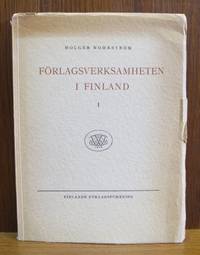 HOLGER NOHRSTRÖM
FÖRLAGSVERKSAMHETEN
I FINLAND
I
FINLANDS FÖRLAGSFÖRENING